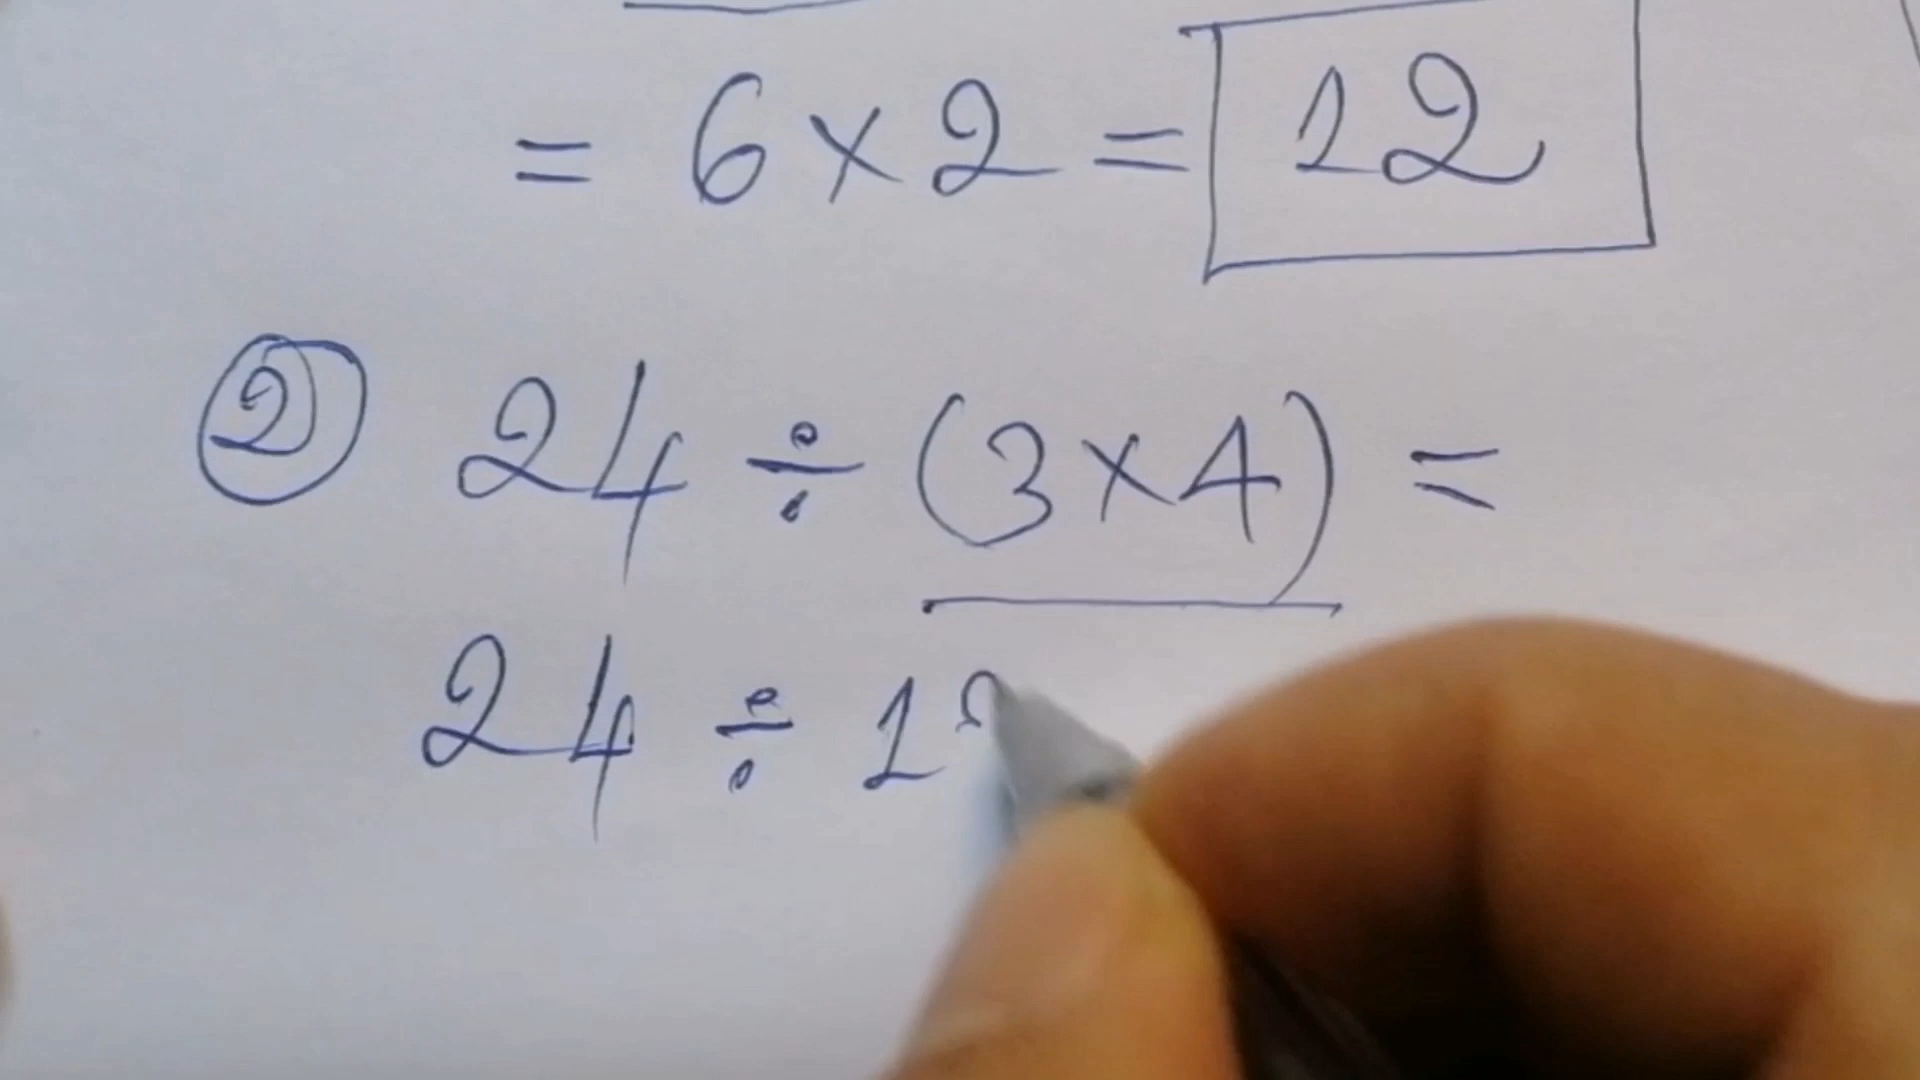 = 6 × 2 = 12
② 24 ÷ (3 × 4) =
24 ÷ 1